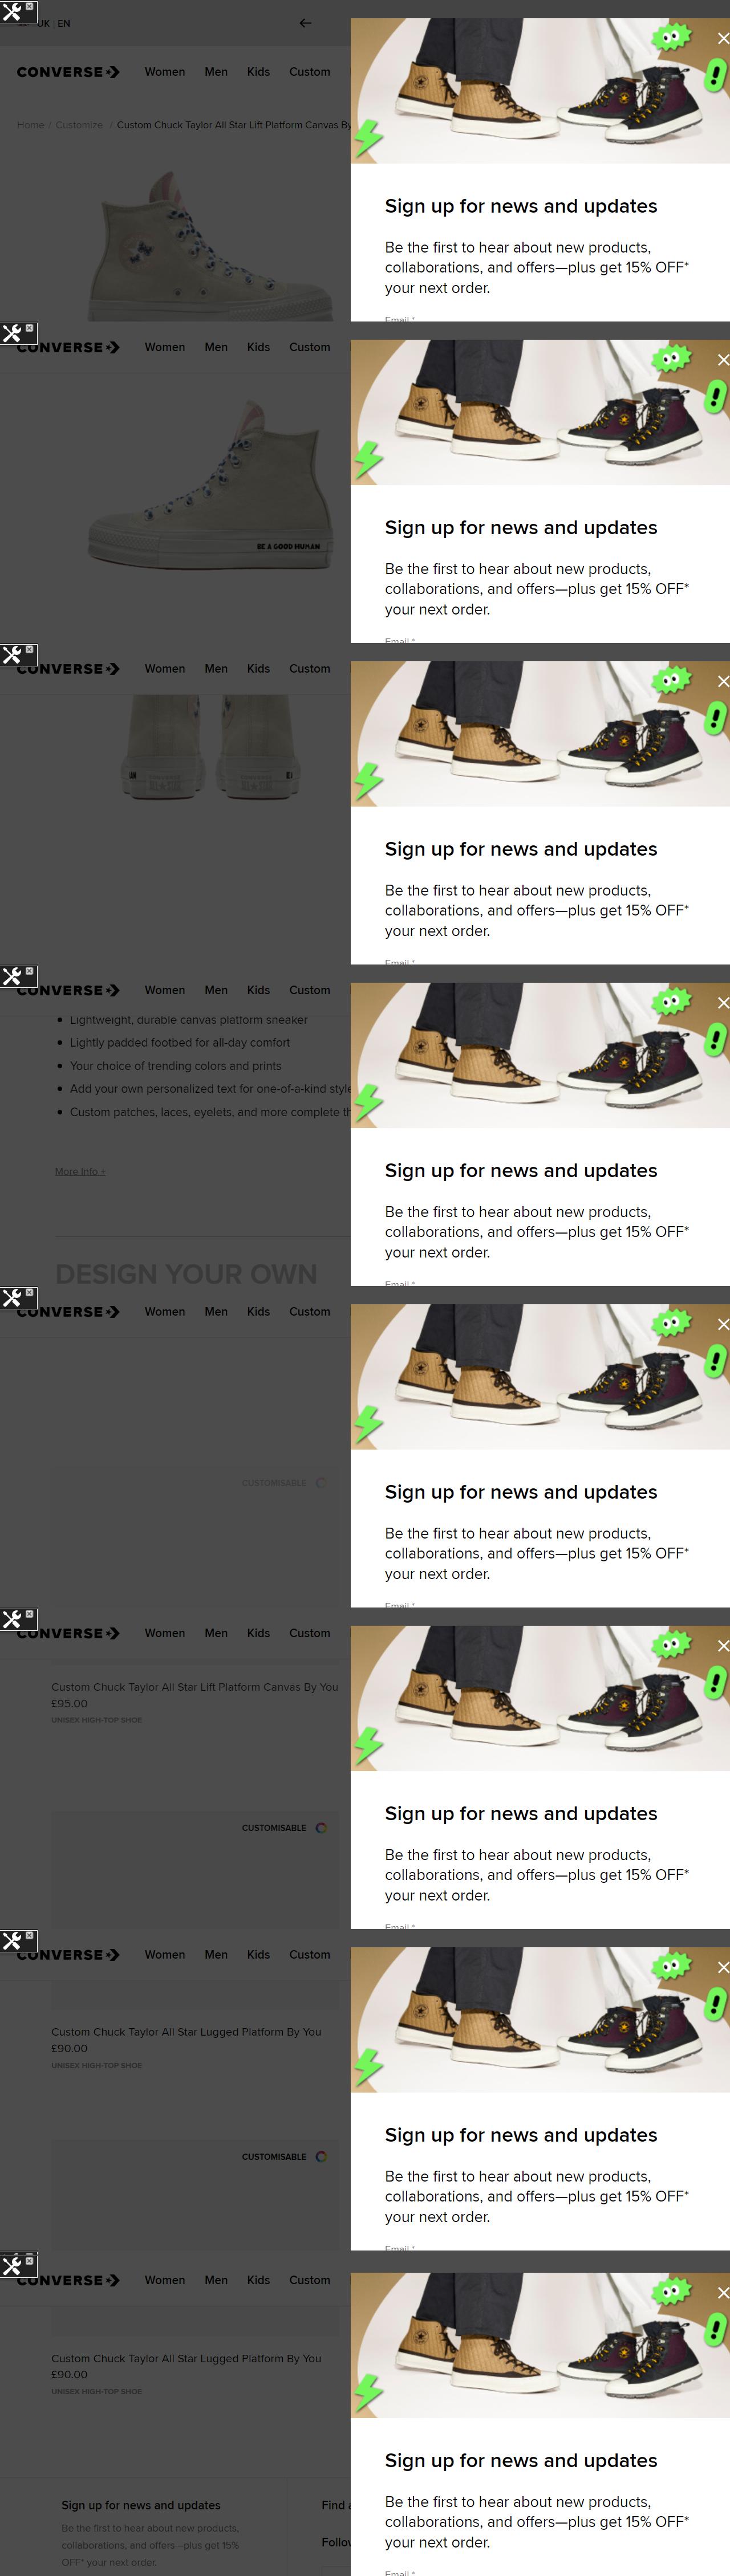 UK | EN
CONVERSE
Women Men Kids Custom
Home / Customize / Custom Chuck Taylor All Star Lift Platform Canvas By
Sign up for news and updates
Be the first to hear about new products,
collaborations, and offers—plus get 15% OFF*
your next order.
Email *
CONVERSE
Women Men Kids Custom
BE A GOOD HUMAN
Sign up for news and updates
Be the first to hear about new products,
collaborations, and offers—plus get 15% OFF*
your next order.
Email *
CONVERSE
Women Men Kids Custom
CONVERSE
CONVERSE
Sign up for news and updates
Be the first to hear about new products,
collaborations, and offers—plus get 15% OFF*
your next order.
Email *
CONVERSE
Women Men Kids Custom
Lightweight, durable canvas platform sneaker
Lightly padded footbed for all-day comfort
Your choice of trending colors and prints
Add your own personalized text for one-of-a-kind style
Custom patches, laces, eyelets, and more complete
More Info +
DESIGN YOUR OWN
Sign up for news and updates
Be the first to hear about new products,
collaborations, and offers—plus get 15% OFF*
your next order.
Email *
CONVERSE
Women Men Kids Custom
CUSTOMISABLE
Sign up for news and updates
Be the first to hear about new products,
collaborations, and offers—plus get 15% OFF*
your next order.
Email *
CONVERSE
Women Men Kids Custom
Custom Chuck Taylor All Star Lift Platform Canvas By You
£95.00
UNISEX HIGH-TOP SHOE
CUSTOMISABLE
Sign up for news and updates
Be the first to hear about new products,
collaborations, and offers—plus get 15% OFF*
your next order.
Email *
CONVERSE
Women Men Kids Custom
Custom Chuck Taylor All Star Lugged Platform By You
£90.00
UNISEX HIGH-TOP SHOE
CUSTOMISABLE
Sign up for news and updates
Be the first to hear about new products,
collaborations, and offers—plus get 15% OFF*
your next order.
Email *
CONVERSE
Women Men Kids Custom
Custom Chuck Taylor All Star Lugged Platform By You
£90.00
UNISEX HIGH-TOP SHOE
Sign up for news and updates
Be the first to hear about new products,
collaborations, and offers—plus get 15%
OFF* your next order.
Find
Follow
Sign up for news and updates
Be the first to hear about new products,
collaborations, and offers—plus get 15% OFF*
your next order.
Email *